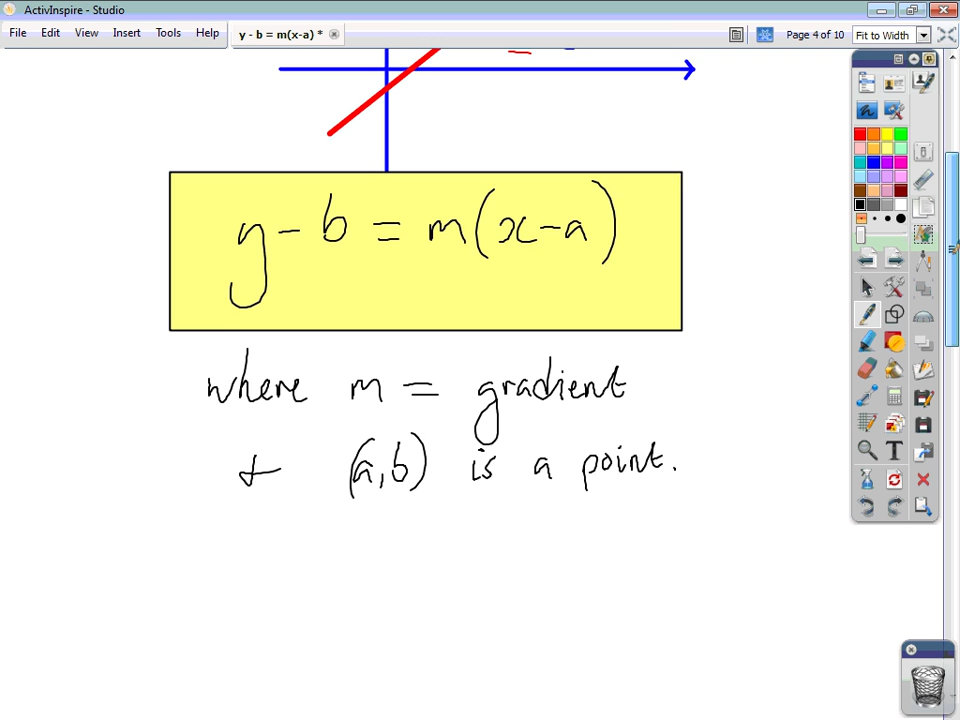 ActivInspire - Studio
File Edit View Insert Tools Help
y - b = m(x-a) *
Page 4 of 10
Fit to Width
y - b = m(x-a)
where m = gradient
+ (a,b) is a point.
T